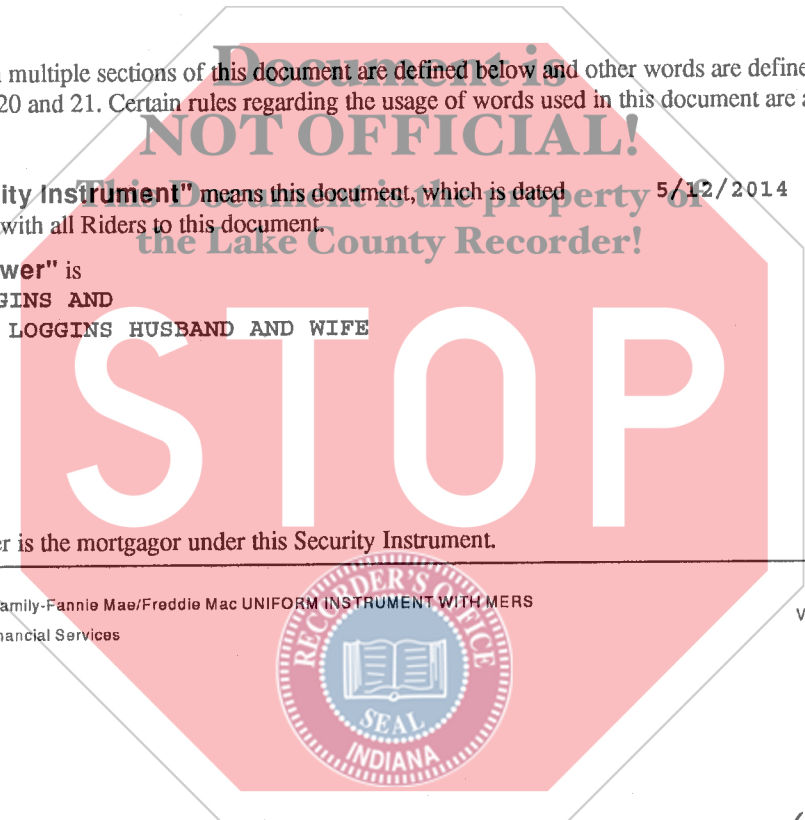 Document is
multiple sections of this document are defined below and other words are define
20 and 21. Certain rules regarding the usage of words used in this document are a
NOT OFFICIAL!
ity Instrument" means this document, which is dated 5/12/2014
This Document is the property of
with all Riders to this document.
the Lake County Recorder!
wer" is
GINS AND
LOGGINS HUSBAND AND WIFE
STOP
er is the mortgagor under this Security Instrument.
amily-Fannie Mae/Freddie Mac UNIFORM INSTRUMENT WITH MERS
nancial Services
RECORDER'S OFFICE
SEAL
INDIANA